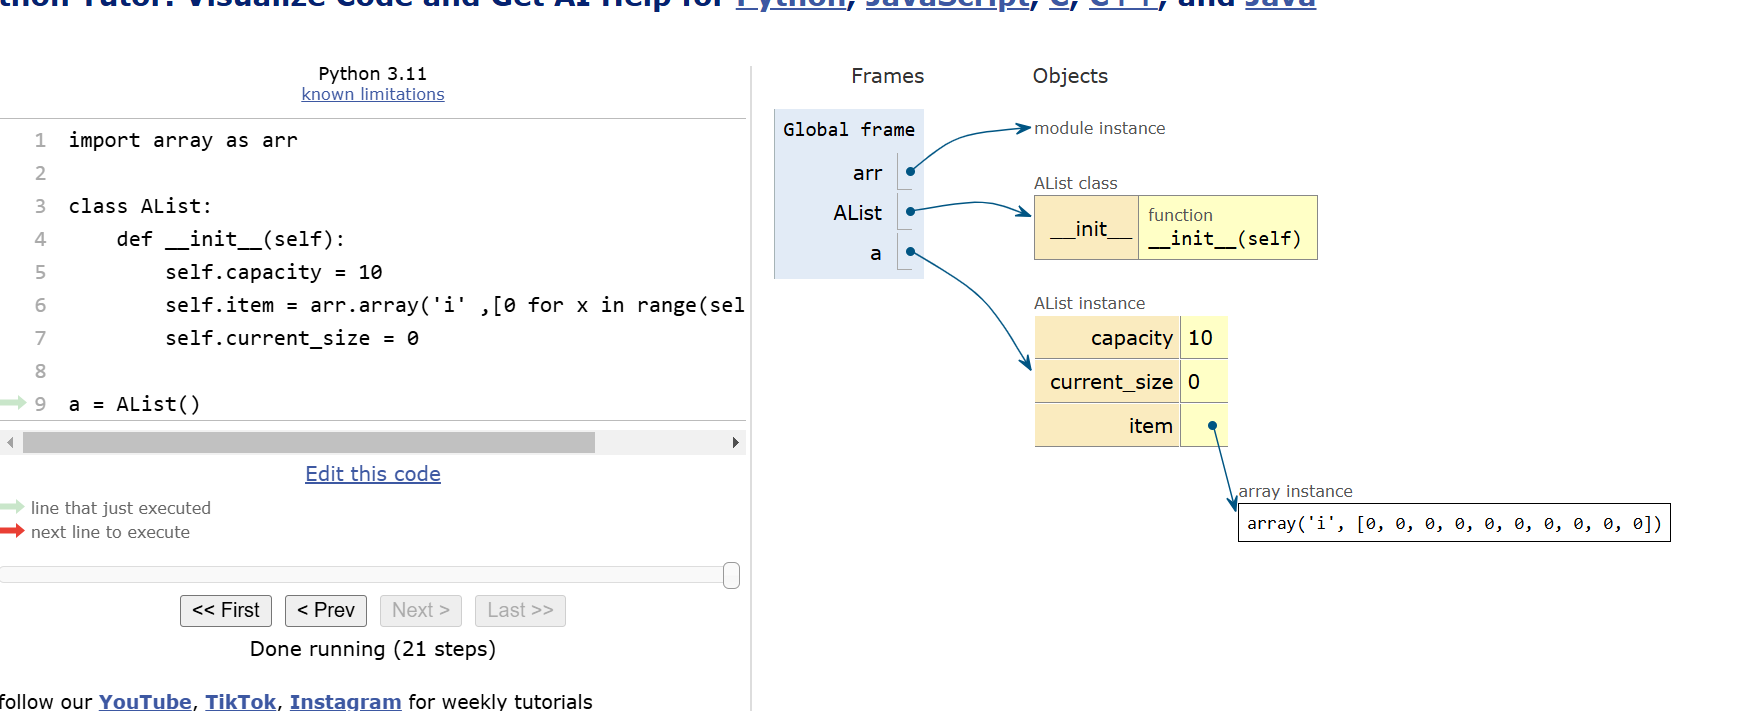 thon Tutor: Visualize Code and Get AI Help for Python, JavaScript, C, C++, and Java
Python 3.11
known limitations
1 import array as arr
2
3 class AList:
4 def __init__(self):
5 self.capacity = 10
6 self.item = arr.array('i' ,[0 for x in range(sel
7 self.current_size = 0
8
9 a = AList()
Edit this code
line that just executed
next line to execute
<< First < Prev Next > Last >>
Done running (21 steps)
follow our YouTube, TikTok, Instagram for weekly tutorials
Frames Objects
Global frame
arr
AList
a
module instance
AList class
__init__
function
__init__(self)
AList instance
capacity 10
current_size 0
item
array instance
array('i', [0, 0, 0, 0, 0, 0, 0, 0, 0, 0])